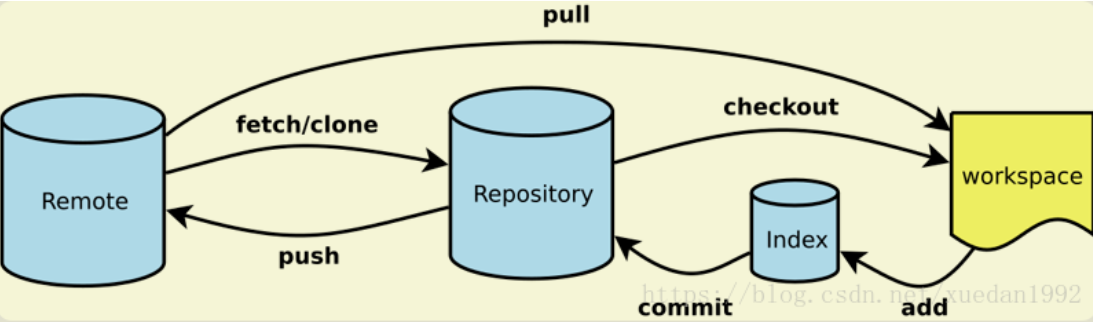 pull
fetch/clone
checkout
Remote
Repository
workspace
Index
push
commit
add
https://blog.csdn.net/xuedan1992